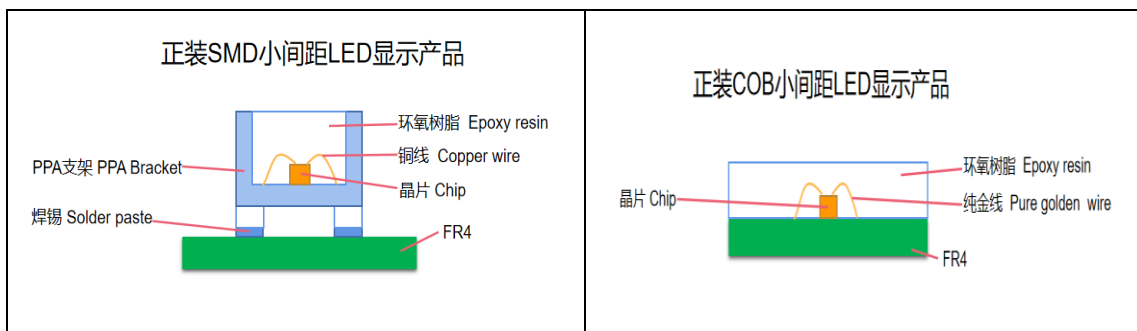 正装SMD小间距LED显示产品
环氧树脂 Epoxy resin
铜线 Copper wire
PPA支架 PPA Bracket
晶片 Chip
焊锡 Solder paste
FR4
正装COB小间距LED显示产品
环氧树脂 Epoxy resin
晶片 Chip
纯金线 Pure golden wire
FR4